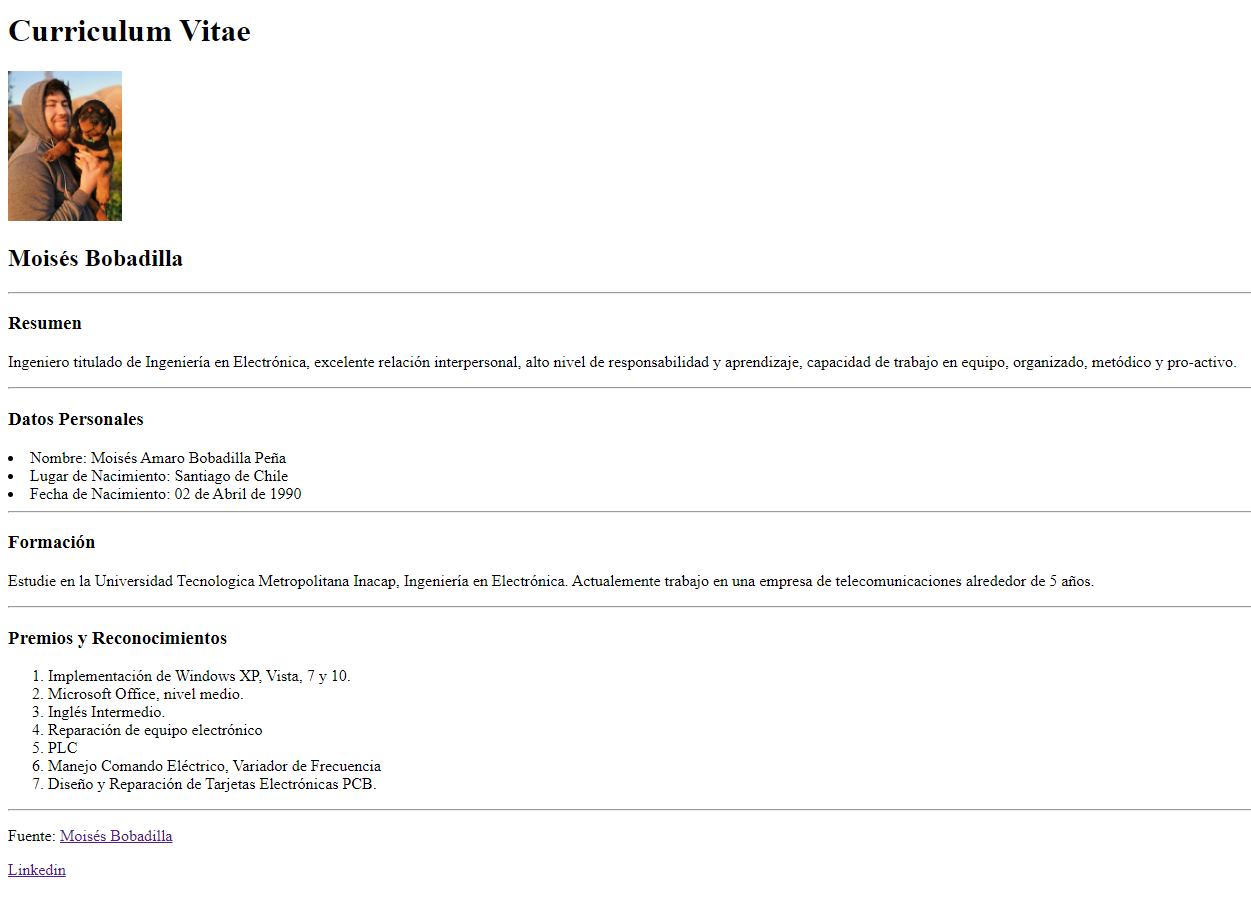 Curriculum Vitae
Moisés Bobadilla
Resumen
Ingeniero titulado de Ingeniería en Electrónica, excelente relación interpersonal, alto nivel de responsabilidad y aprendizaje, capacidad de trabajo en equipo, organizado, metódico y pro-activo.
Datos Personales
• Nombre: Moisés Amaro Bobadilla Peña
• Lugar de Nacimiento: Santiago de Chile
• Fecha de Nacimiento: 02 de Abril de 1990
Formación
Estudie en la Universidad Tecnologica Metropolitana Inacap, Ingeniería en Electrónica. Actualemente trabajo en una empresa de telecomunicaciones alrededor de 5 años.
Premios y Reconocimientos
1. Implementación de Windows XP, Vista, 7 y 10.
2. Microsoft Office, nivel medio.
3. Inglés Intermedio.
4. Reparación de equipo electrónico
5. PLC
6. Manejo Comando Eléctrico, Variador de Frecuencia
7. Diseño y Reparación de Tarjetas Electrónicas PCB.
Fuente: Moisés Bobadilla
Linkedin